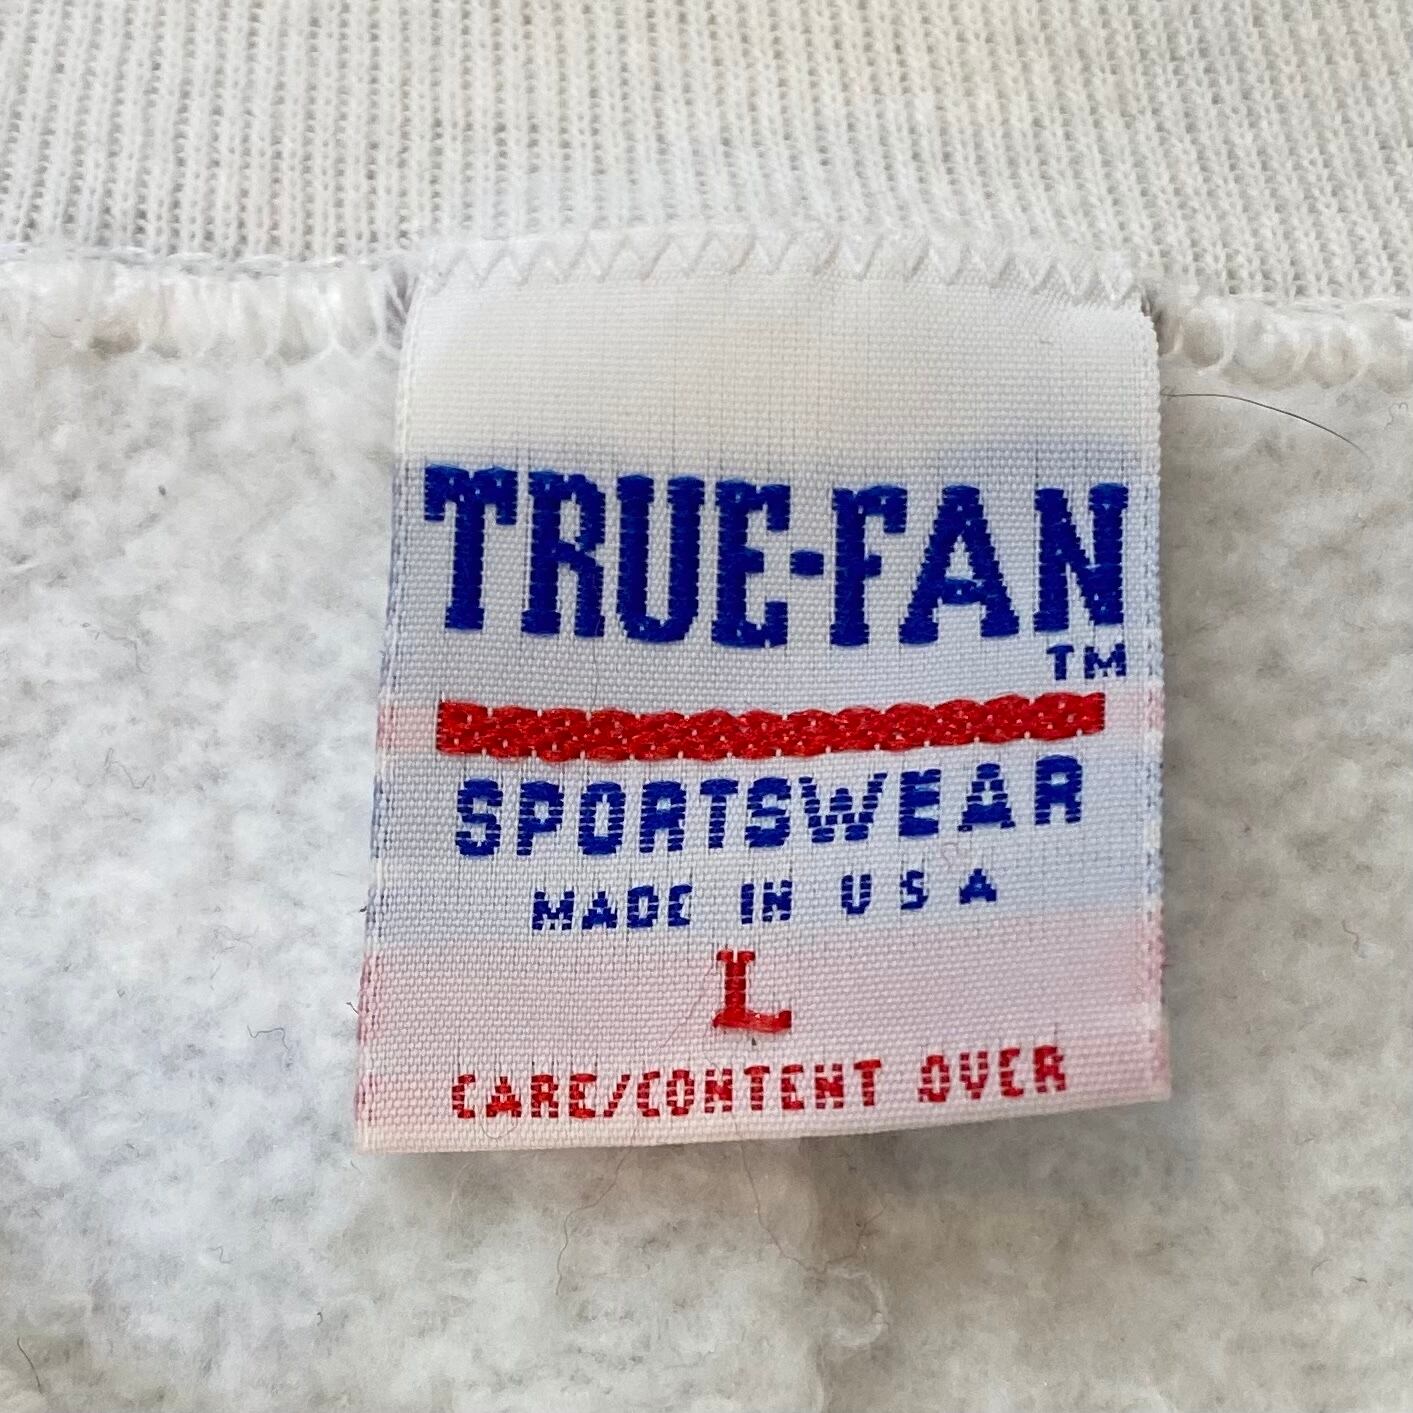 TRUE-FAN
TM
SPORTSWEAR
MADE IN USA
L
CARE/CONTENT OVER